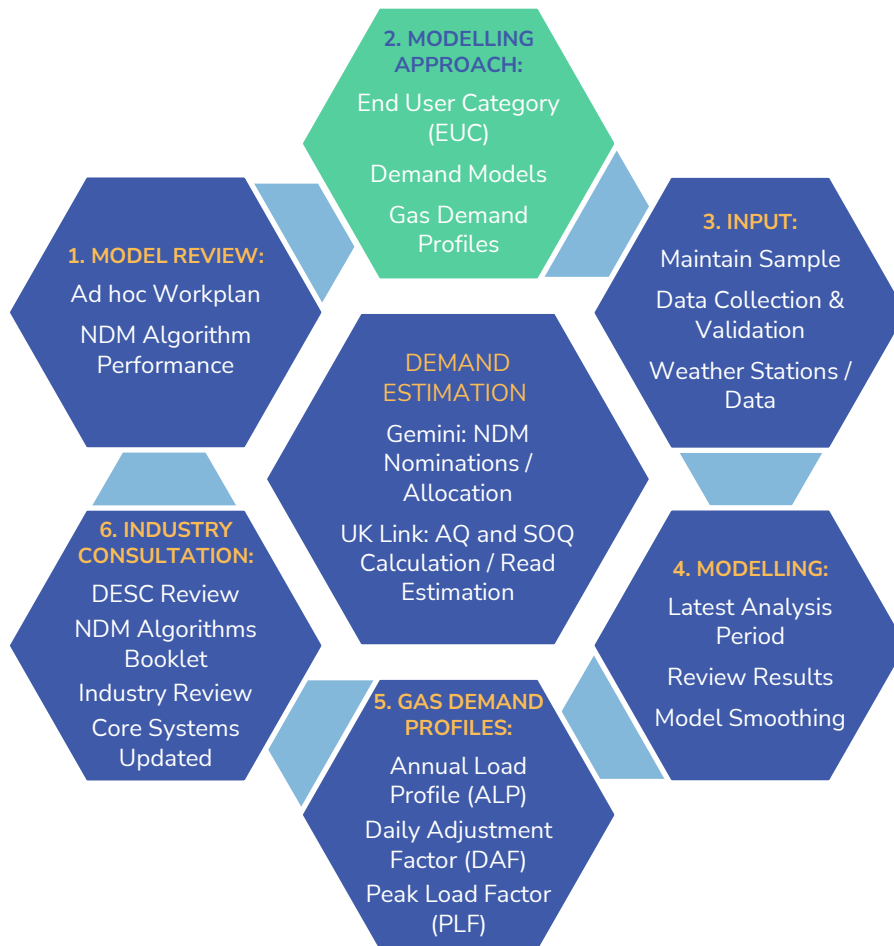 2. MODELLING
APPROACH:
End User Category
(EUC)
Demand Models
Gas Demand
Profiles
1. MODEL REVIEW:
Ad hoc Workplan
NDM Algorithm
Performance
3. INPUT:
Maintain Sample
Data Collection &
Validation
Weather Stations /
Data
DEMAND
ESTIMATION
Gemini: NDM
Nominations /
Allocation
UK Link: AQ and SOQ
Calculation / Read
Estimation
6. INDUSTRY
CONSULTATION:
DESC Review
NDM Algorithms
Booklet
Industry Review
Core Systems
Updated
4. MODELLING:
Latest Analysis
Period
Review Results
Model Smoothing
5. GAS DEMAND
PROFILES:
Annual Load
Profile (ALP)
Daily Adjustment
Factor (DAF)
Peak Load Factor
(PLF)